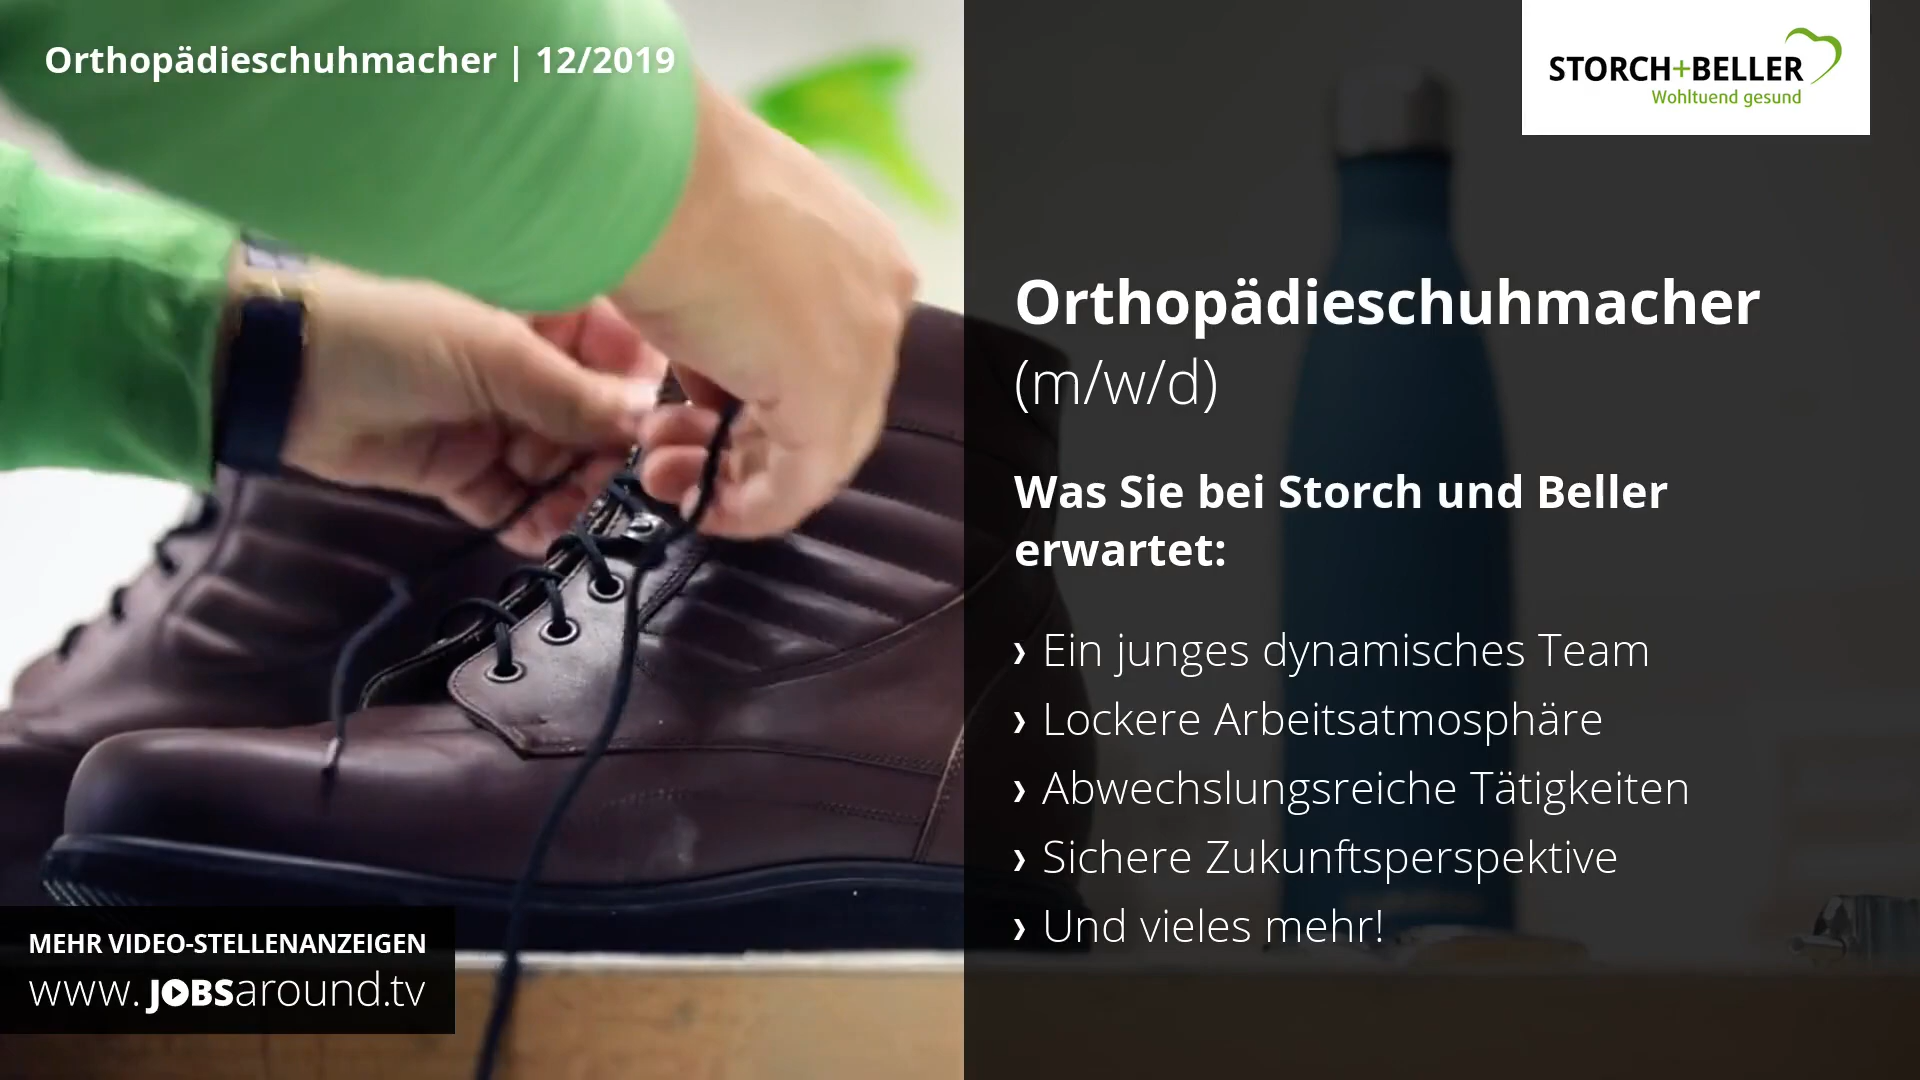 Orthopädieschuhmacher | 12/2019
STORCH+BELLER
Wohltuend gesund
Orthopädieschuhmacher
(m/w/d)
Was Sie bei Storch und Beller
erwartet:
› Ein junges dynamisches Team
› Lockere Arbeitsatmosphäre
› Abwechslungsreiche Tätigkeiten
› Sichere Zukunftsperspektive
› Und vieles mehr!
MEHR VIDEO-STELLENANZEIGEN
www.JOBSaround.tv